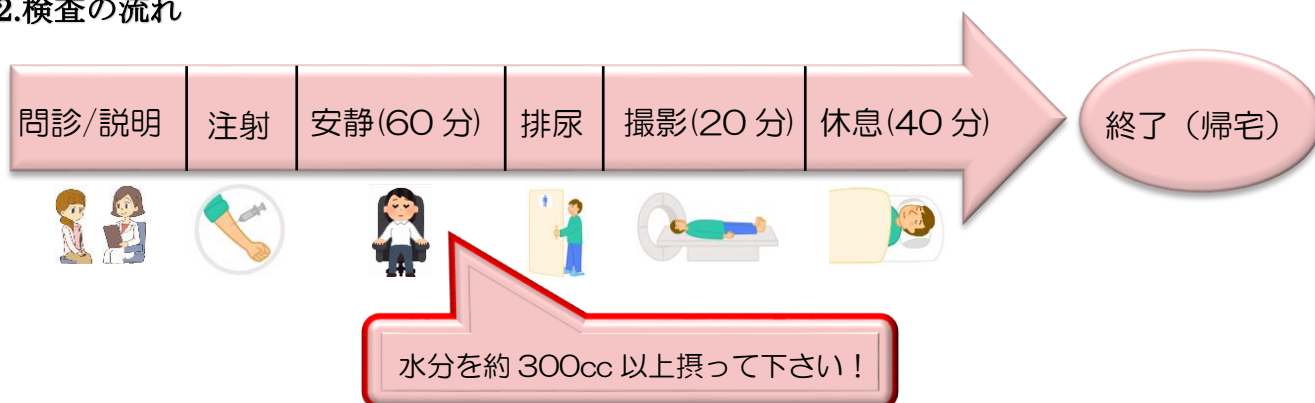 2.検査の流れ
問診/説明
注射
安静(60 分)
排尿
撮影(20 分)
休息(40 分)
終了（帰宅）
水分を約 300cc 以上摂って下さい！